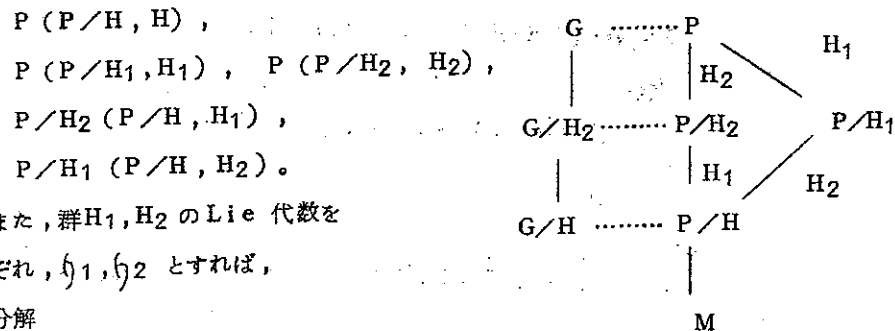 P (P/H , H) ,
P (P/H₁ , H₁) , P (P/H₂ , H₂) ,
P/H₂ (P/H , H₁) ,
P/H₁ (P/H , H₂) 。
また , 群H₁ , H₂ のLie 代数を
ぞれ , 𝔥₁ , 𝔥₂ とすれば ,
分解
G ......... P
H₁
H₂
G/H₂ ......... P/H₂
P/H₁
H₁
H₂
G/H ......... P/H
M